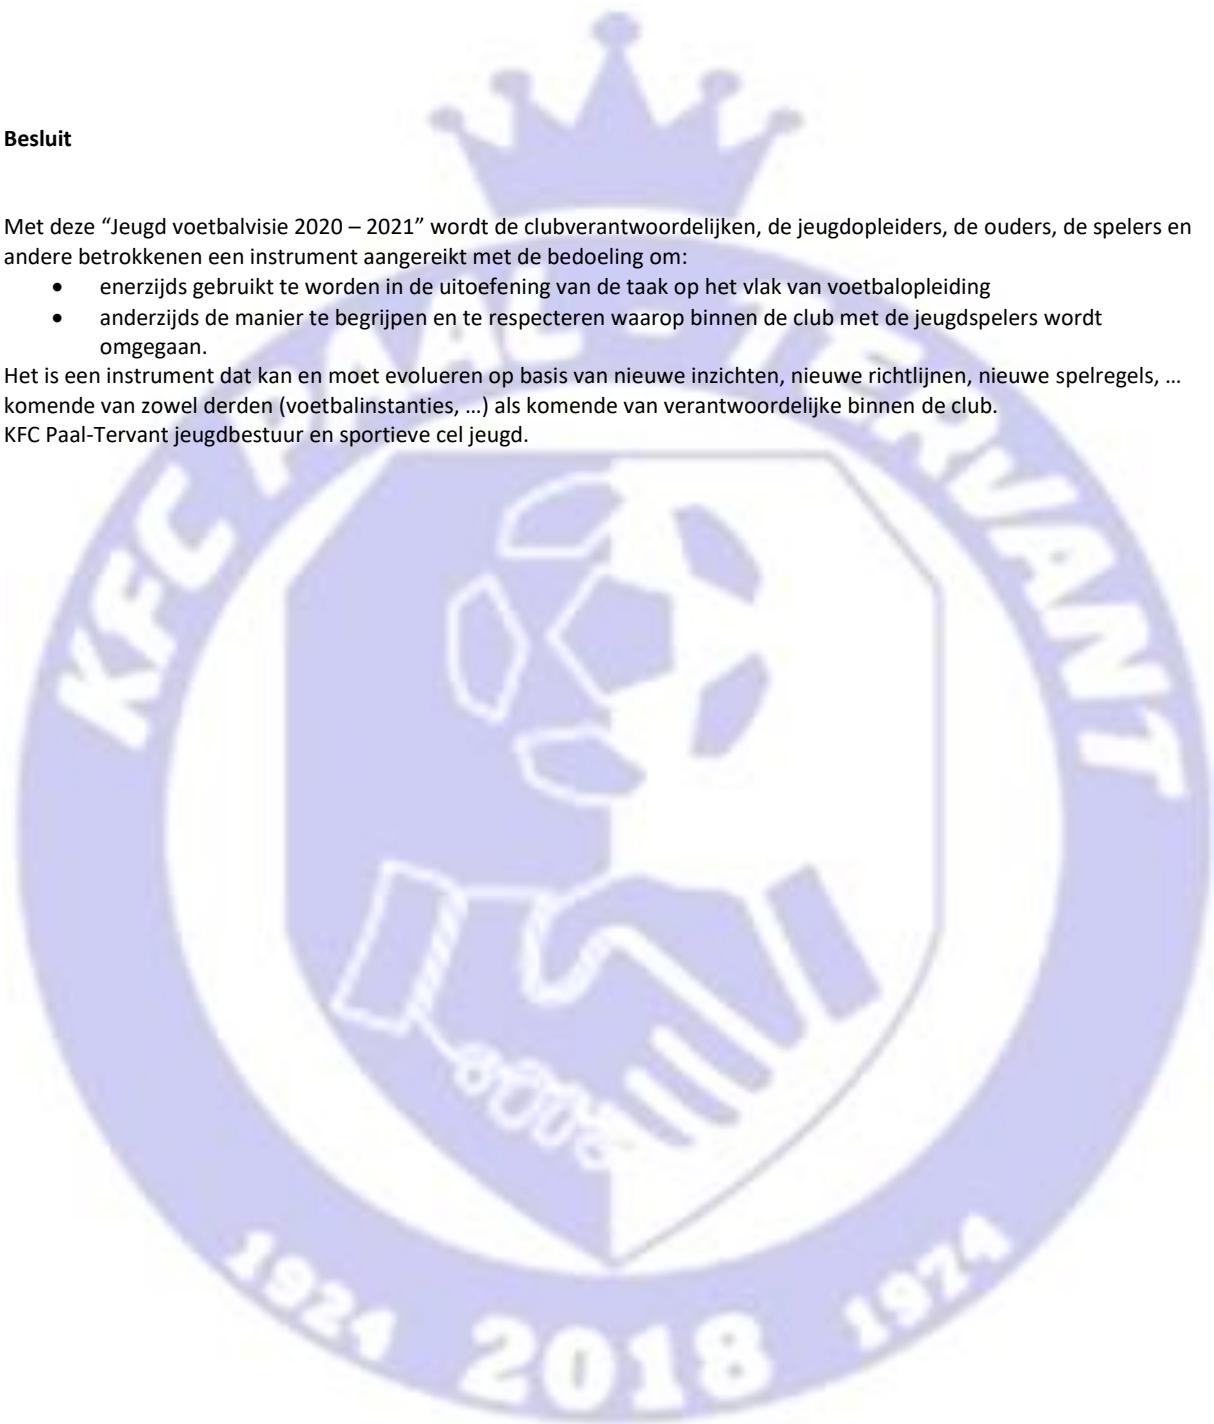 Besluit
Met deze “Jeugd voetbalvisie 2020 – 2021” wordt de clubverantwoordelijken, de jeugdopleiders, de ouders, de spelers en
andere betrokkenen een instrument aangereikt met de bedoeling om:
• enerzijds gebruikt te worden in de uitoefening van de taak op het vlak van voetbalopleiding
• anderzijds de manier te begrijpen en te respecteren waarop binnen de club met de jeugdspelers wordt
omgegaan.
Het is een instrument dat kan en moet evolueren op basis van nieuwe inzichten, nieuwe richtlijnen, nieuwe spelregels, …
komende van zowel derden (voetbalinstanties, …) als komende van verantwoordelijke binnen de club.
KFC Paal-Tervant jeugdbestuur en sportieve cel jeugd.
KFC PAAL - TERVANT
1924 2018 1974